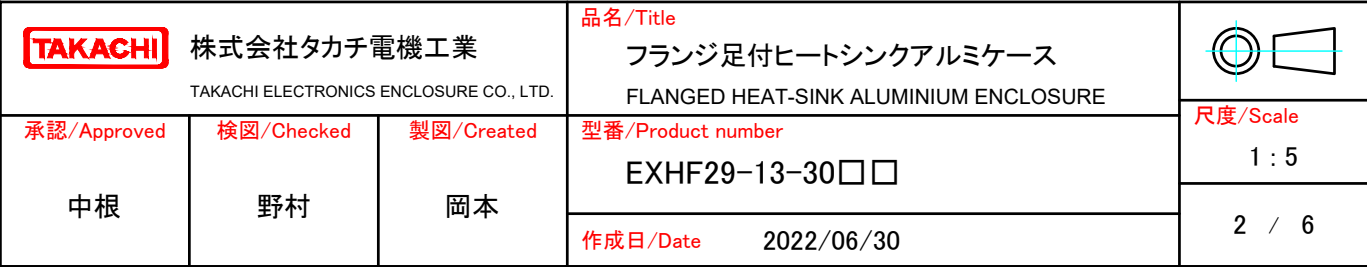 TAKACHI
株式会社タカチ電機工業
TAKACHI ELECTRONICS ENCLOSURE CO., LTD.
品名/Title
フランジ足付ヒートシンクアルミケース
FLANGED HEAT-SINK ALUMINIUM ENCLOSURE
承認/Approved
中根
検図/Checked
野村
製図/Created
岡本
型番/Product number
EXHF29-13-30□□
作成日/Date 2022/06/30
尺度/Scale
1:5
2 / 6